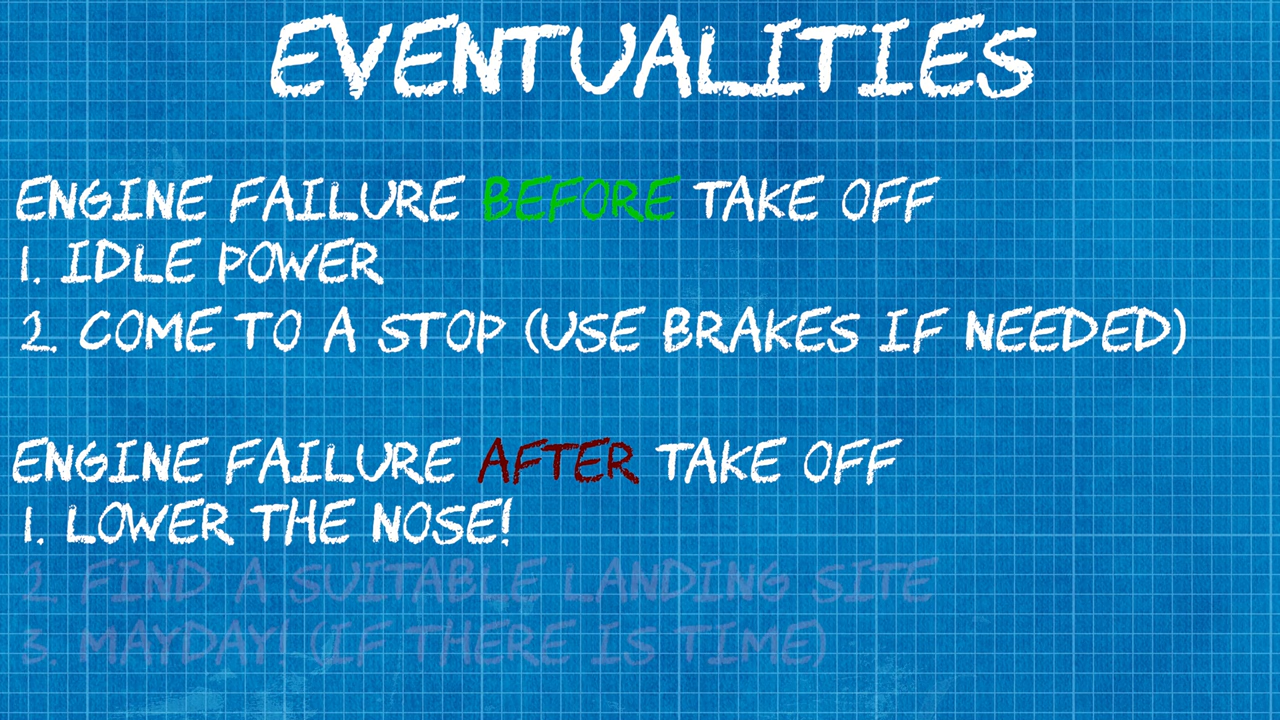 EVENTUALITIES
ENGINE FAILURE BEFORE TAKE OFF
1. IDLE POWER
2. COME TO A STOP (USE BRAKES IF NEEDED)
ENGINE FAILURE AFTER TAKE OFF
1. LOWER THE NOSE!
2. FIND A SUITABLE LANDING SITE
3. MAYDAY! (IF THERE IS TIME)